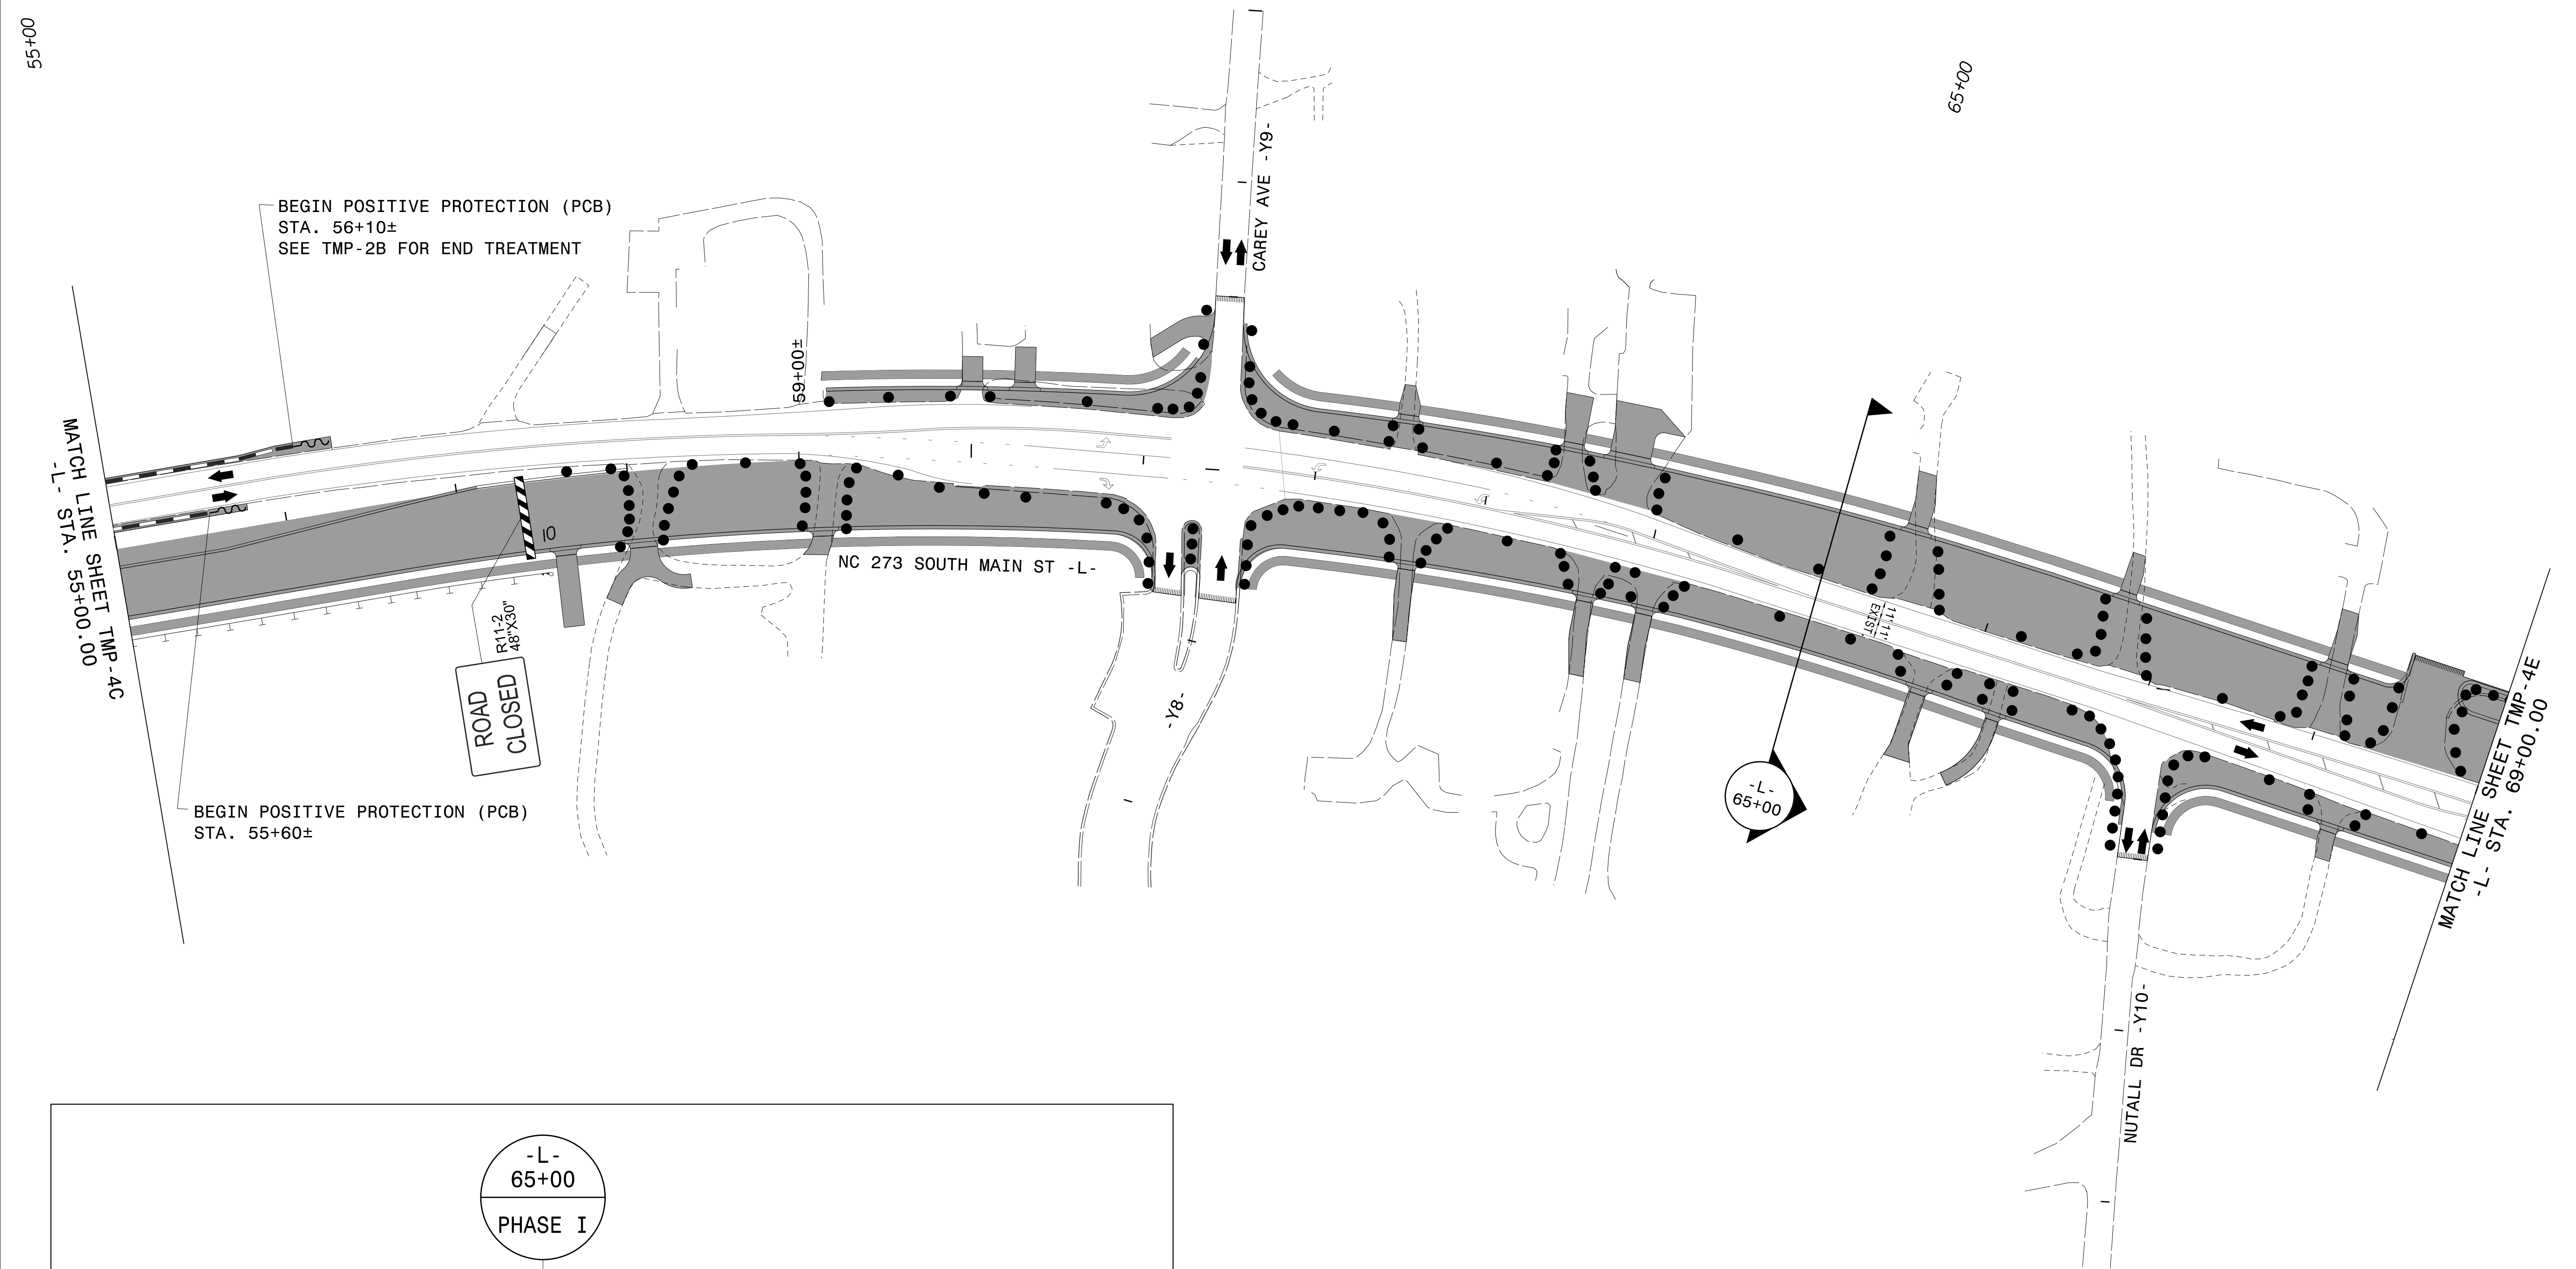 55+00
65+00
CAREY AVE -Y9-
BEGIN POSITIVE PROTECTION (PCB)
STA. 56+10±
SEE TMP-2B FOR END TREATMENT
59+00±
MATCH LINE SHEET TMP-4C
-L- STA. 55+00.00
10
NC 273 SOUTH MAIN ST -L-
R11-2
48"X30"
ROAD
CLOSED
11' 11'
EXIST.
-Y8-
-L-
65+00
MATCH LINE SHEET TMP-4E
-L- STA. 69+00.00
BEGIN POSITIVE PROTECTION (PCB)
STA. 55+60±
NUTALL DR -Y10-
-L-
65+00
PHASE I